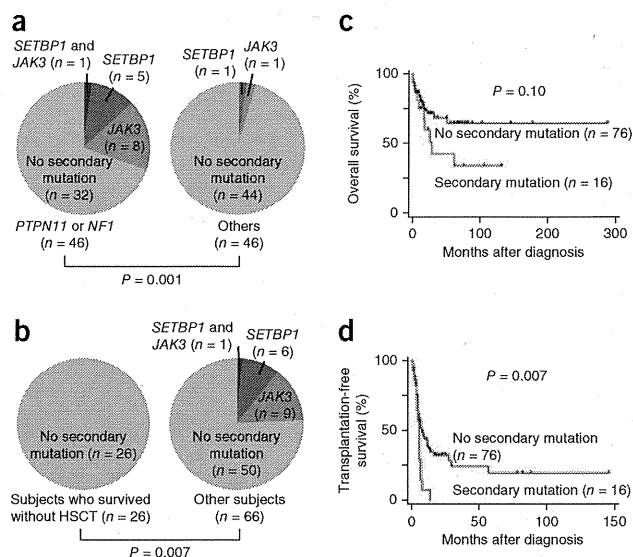 a
SETBP1 and
JAK3 (n = 1)
SETBP1
(n = 5)
JAK3
(n = 8)
No secondary
mutation
(n = 32)
PTPN11 or NF1
(n = 46)
SETBP1
(n = 1)
JAK3
(n = 1)
No secondary
mutation
(n = 44)
Others
(n = 46)
P = 0.001
b
No secondary
mutation (n = 26)
Subjects who survived
without HSCT (n = 26)
SETBP1 and
JAK3 (n = 1)
SETBP1
(n = 6)
JAK3
(n = 9)
No secondary
mutation
(n = 50)
Other subjects
(n = 66)
P = 0.007
c
Overall survival (%)
100
50
0
P = 0.10
No secondary mutation (n = 76)
Secondary mutation (n = 16)
0 100 200 300
Months after diagnosis
d
Transplantation-free
survival (%)
100
50
0
P = 0.007
No secondary mutation
(n = 76)
Secondary mutation (n = 16)
0 50 100 150
Months after diagnosis